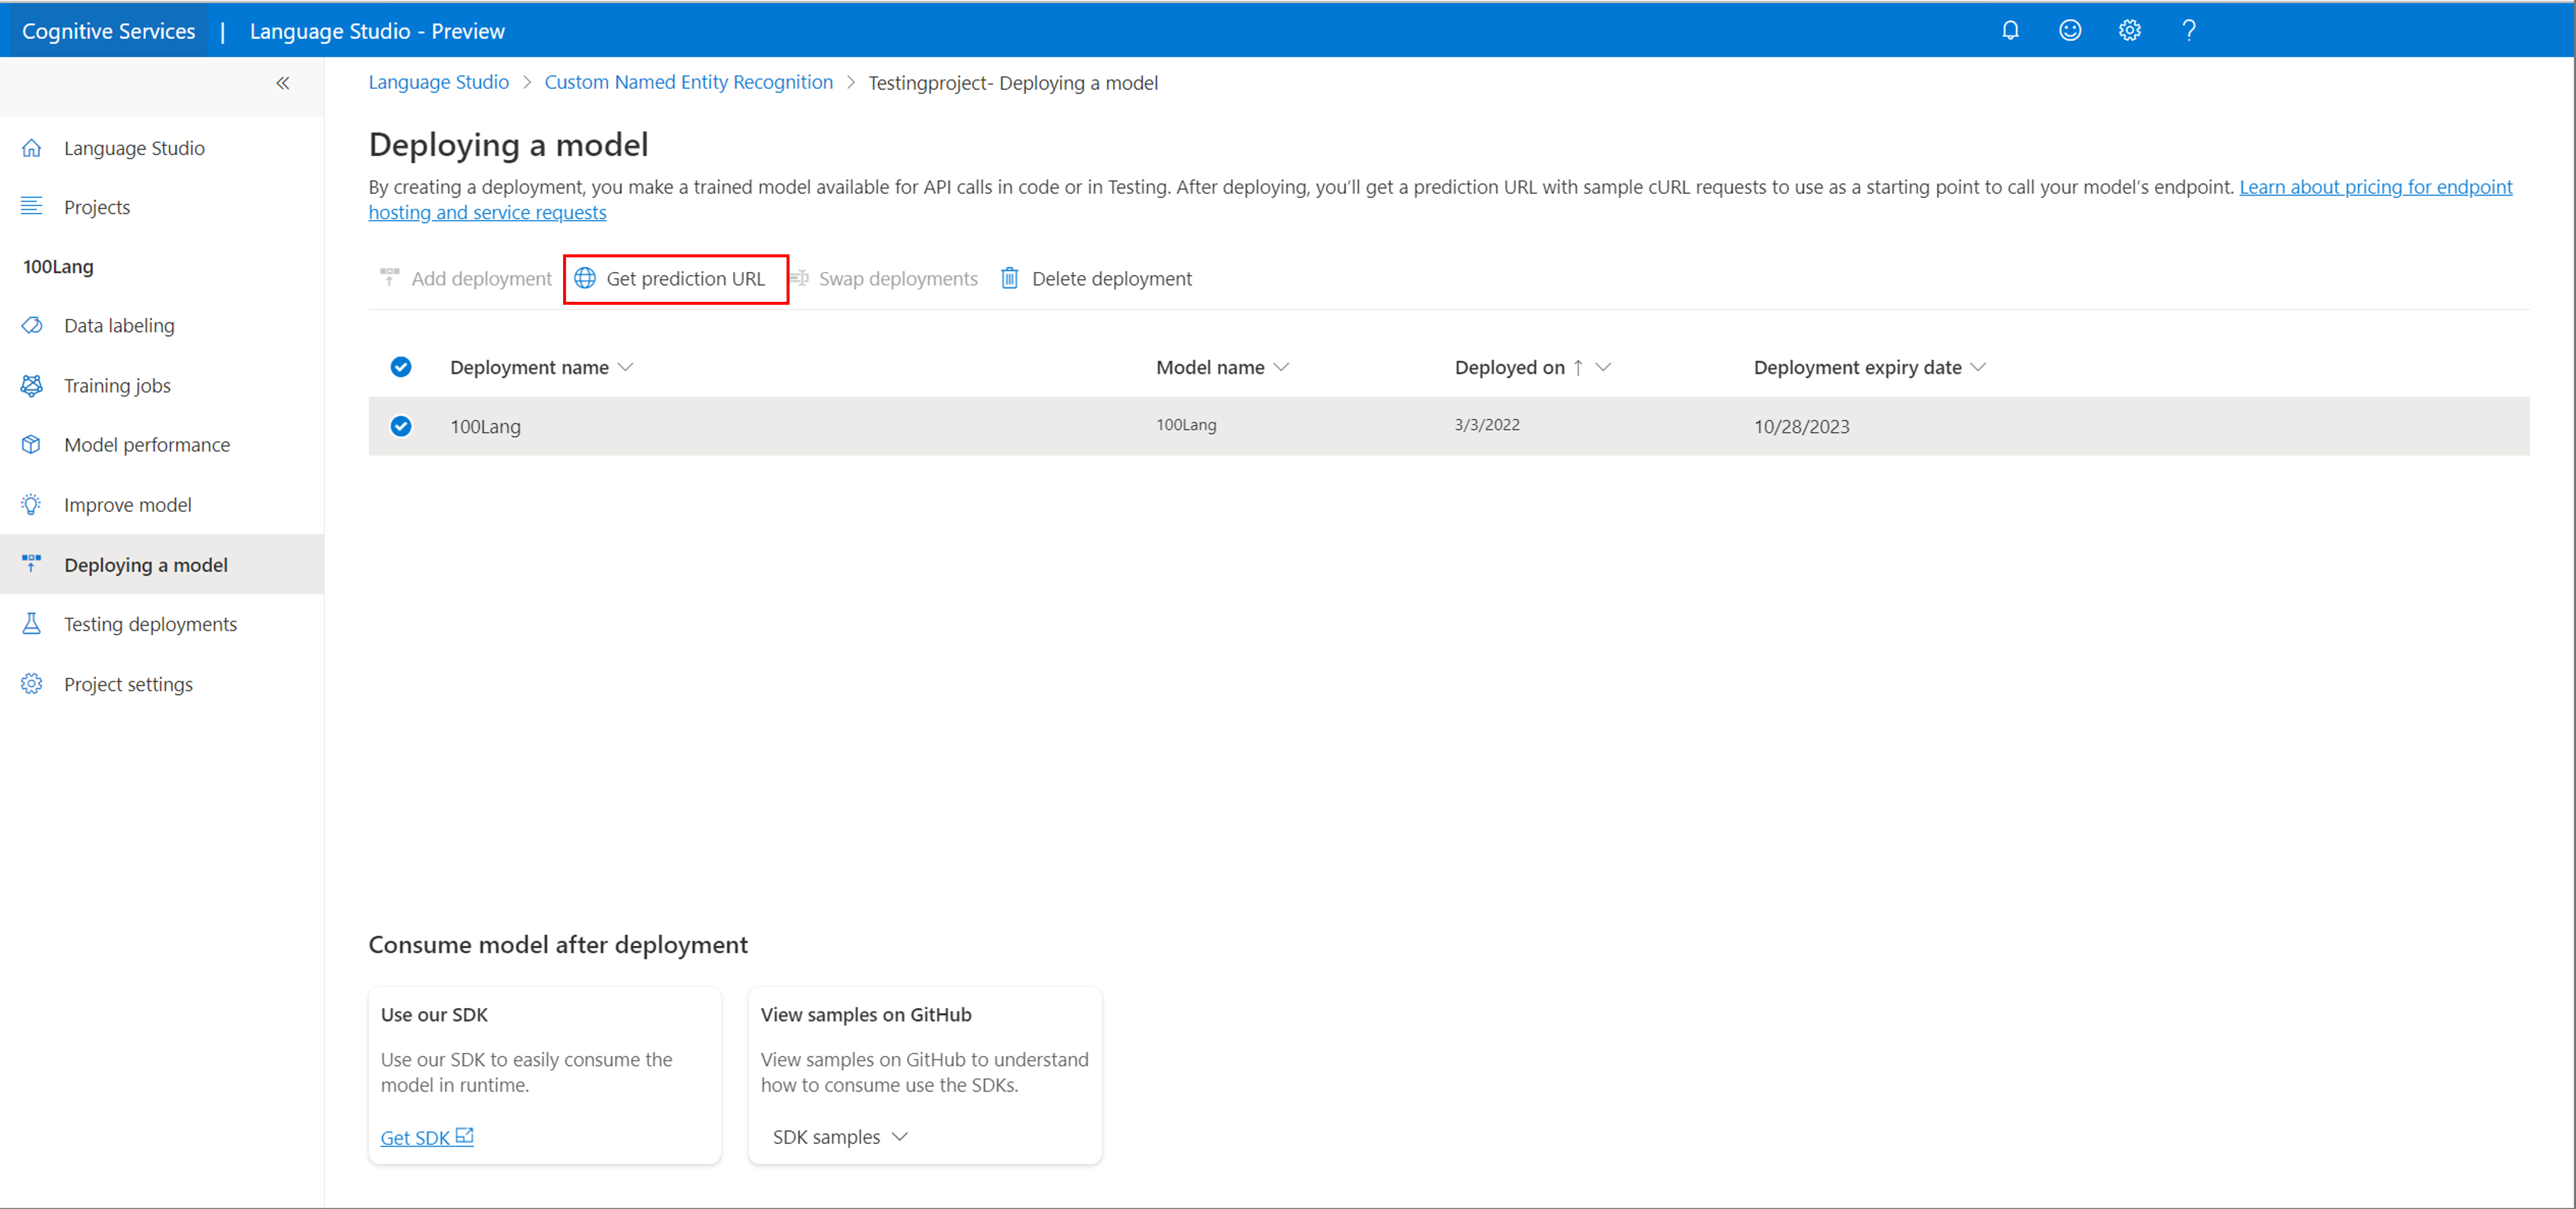 Cognitive Services | Language Studio - Preview
Language Studio > Custom Named Entity Recognition > Testingproject- Deploying a model
Language Studio
Projects
100Lang
Data labeling
Training jobs
Model performance
Improve model
Deploying a model
Testing deployments
Project settings
Deploying a model
By creating a deployment, you make a trained model available for API calls in code or in Testing. After deploying, you'll get a prediction URL with sample cURL requests to use as a starting point to call your model's endpoint. Learn about pricing for endpoint
hosting and service requests
Add deployment Get prediction URL Swap deployments Delete deployment
Deployment name Model name Deployed on ↑ Deployment expiry date
100Lang 100Lang 3/3/2022 10/28/2023
Consume model after deployment
Use our SDK
Use our SDK to easily consume the
model in runtime.
Get SDK
View samples on GitHub
View samples on GitHub to understand
how to consume use the SDKs.
SDK samples